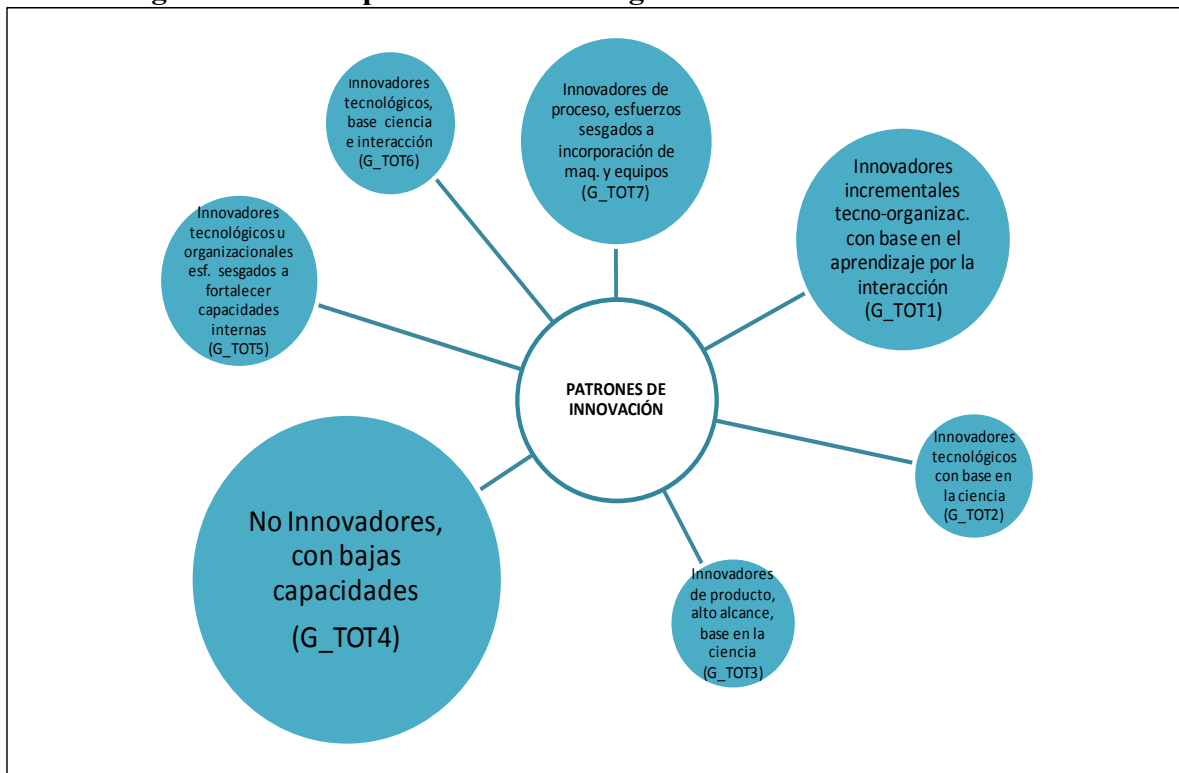 Innovadores
tecnológicos,
base ciencia
e interacción
(G_TOT6)
Innovadores de
proceso, esfuerzos
sesgados a
incorporación de
maq. y equipos
(G_TOT7)
Innovadores
incrementales
tecno-organizac.
con base en el
aprendizaje por la
interacción
(G_TOT1)
Innovadores
tecnológicos u
organizacionales
esf. sesgados a
fortalecer
capacidades
internas
(G_TOT5)
PATRONES DE
INNOVACIÓN
Innovadores
tecnológicos
con base en
la ciencia
(G_TOT2)
No Innovadores,
con bajas
capacidades
(G_TOT4)
Innovadores
de producto,
alto alcance,
base en la
ciencia
(G_TOT3)